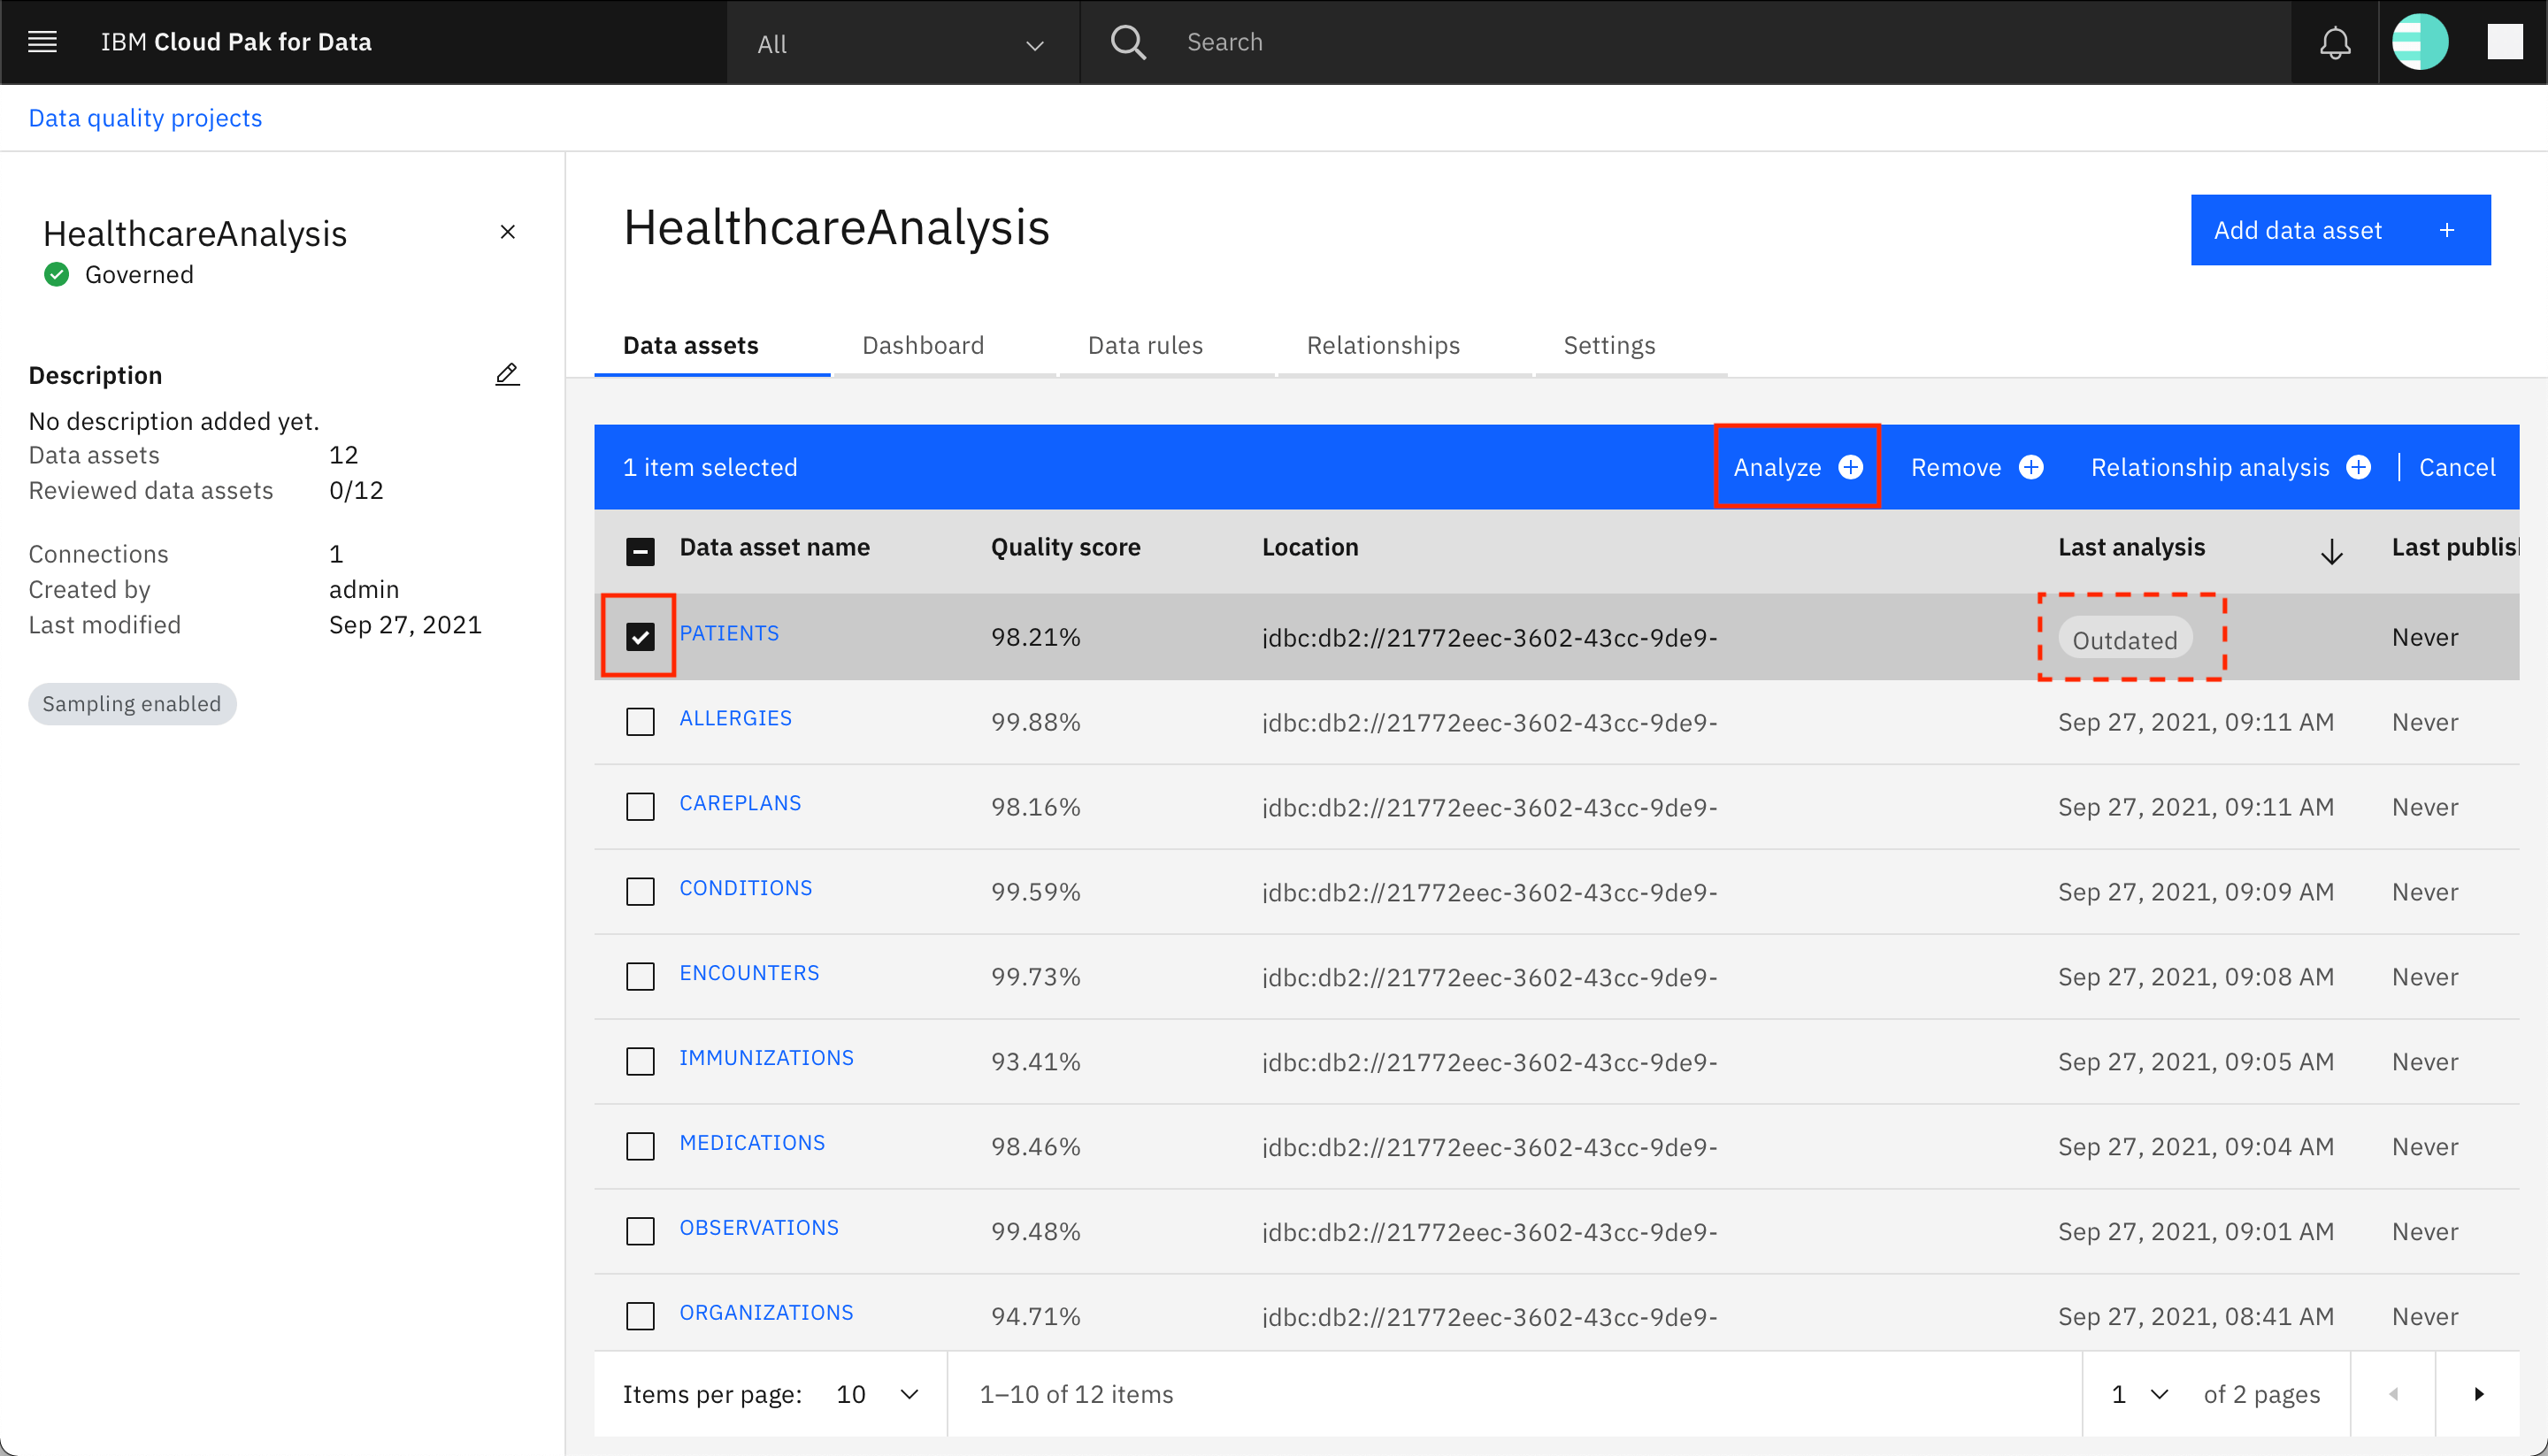 IBM Cloud Pak for Data
All
Search
Data quality projects
HealthcareAnalysis
Governed
Description
No description added yet.
Data assets 12
Reviewed data assets 0/12
Connections 1
Created by admin
Last modified Sep 27, 2021
Sampling enabled
HealthcareAnalysis
Add data asset +
Data assets Dashboard Data rules Relationships Settings
1 item selected Analyze Remove Relationship analysis | Cancel
Data asset name Quality score Location Last analysis Last publis
PATIENTS 98.21% jdbc:db2://21772eec-3602-43cc-9de9- Outdated Never
ALLERGIES 99.88% jdbc:db2://21772eec-3602-43cc-9de9- Sep 27, 2021, 09:11 AM Never
CAREPLANS 98.16% jdbc:db2://21772eec-3602-43cc-9de9- Sep 27, 2021, 09:11 AM Never
CONDITIONS 99.59% jdbc:db2://21772eec-3602-43cc-9de9- Sep 27, 2021, 09:09 AM Never
ENCOUNTERS 99.73% jdbc:db2://21772eec-3602-43cc-9de9- Sep 27, 2021, 09:08 AM Never
IMMUNIZATIONS 93.41% jdbc:db2://21772eec-3602-43cc-9de9- Sep 27, 2021, 09:05 AM Never
MEDICATIONS 98.46% jdbc:db2://21772eec-3602-43cc-9de9- Sep 27, 2021, 09:04 AM Never
OBSERVATIONS 99.48% jdbc:db2://21772eec-3602-43cc-9de9- Sep 27, 2021, 09:01 AM Never
ORGANIZATIONS 94.71% jdbc:db2://21772eec-3602-43cc-9de9- Sep 27, 2021, 08:41 AM Never
Items per page: 10 1–10 of 12 items 1 of 2 pages